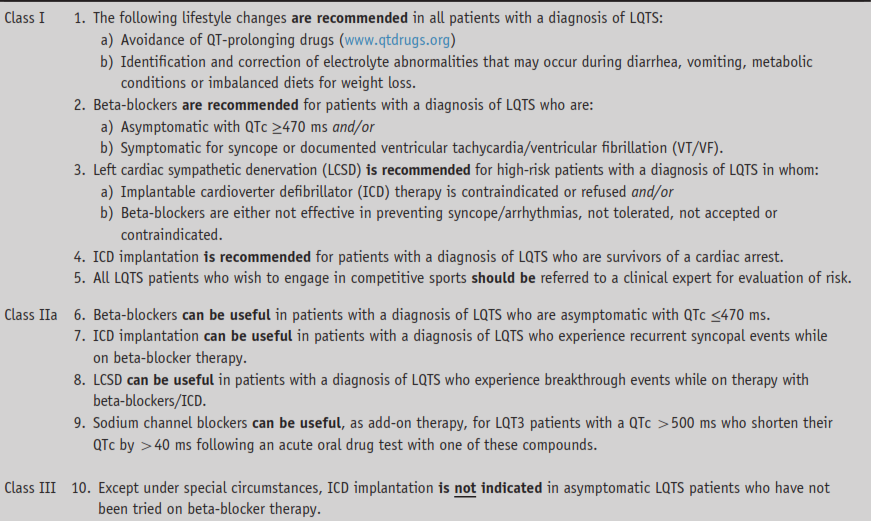 Class I 1. The following lifestyle changes are recommended in all patients with a diagnosis of LQTS:
a) Avoidance of QT-prolonging drugs (www.qtdrugs.org)
b) Identification and correction of electrolyte abnormalities that may occur during diarrhea, vomiting, metabolic
conditions or imbalanced diets for weight loss.
2. Beta-blockers are recommended for patients with a diagnosis of LQTS who are:
a) Asymptomatic with QTc ≥470 ms and/or
b) Symptomatic for syncope or documented ventricular tachycardia/ventricular fibrillation (VT/VF).
3. Left cardiac sympathetic denervation (LCSD) is recommended for high-risk patients with a diagnosis of LQTS in whom:
a) Implantable cardioverter defibrillator (ICD) therapy is contraindicated or refused and/or
b) Beta-blockers are either not effective in preventing syncope/arrhythmias, not tolerated, not accepted or
contraindicated.
4. ICD implantation is recommended for patients with a diagnosis of LQTS who are survivors of a cardiac arrest.
5. All LQTS patients who wish to engage in competitive sports should be referred to a clinical expert for evaluation of risk.
Class IIa 6. Beta-blockers can be useful in patients with a diagnosis of LQTS who are asymptomatic with QTc ≤470 ms.
7. ICD implantation can be useful in patients with a diagnosis of LQTS who experience recurrent syncopal events while
on beta-blocker therapy.
8. LCSD can be useful in patients with a diagnosis of LQTS who experience breakthrough events while on therapy with
beta-blockers/ICD.
9. Sodium channel blockers can be useful, as add-on therapy, for LQT3 patients with a QTc >500 ms who shorten their
QTc by >40 ms following an acute oral drug test with one of these compounds.
Class III 10. Except under special circumstances, ICD implantation is not indicated in asymptomatic LQTS patients who have not
been tried on beta-blocker therapy.